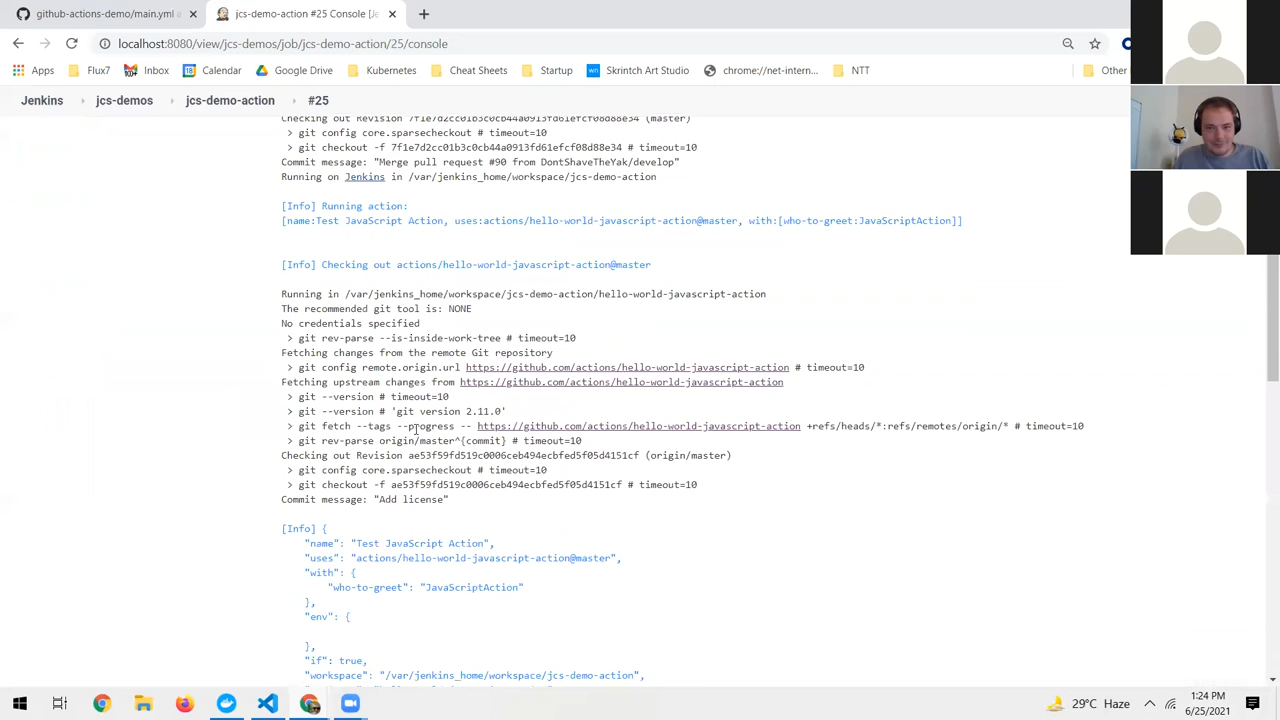 github-actions-demo/main.yml a
jcs-demo-action #25 Console [Je
localhost:8080/view/jcs-demos/job/jcs-demo-action/25/console
Apps
Flux7
Inbox
Calendar
Google Drive
Kubernetes
Cheat Sheets
Startup
wn Skrintch Art Studio
chrome://net-intern...
NTT
Other
Jenkins
jcs-demos
jcs-demo-action
#25
Checking out Revision 7f1e7d2cc01b3c0cb44a0913fd61efcf08d88e34 (master)
> git config core.sparsecheckout # timeout=10
> git checkout -f 7f1e7d2cc01b3c0cb44a0913fd61efcf08d88e34 # timeout=10
Commit message: "Merge pull request #90 from DontShaveTheYak/develop"
Running on Jenkins in /var/jenkins_home/workspace/jcs-demo-action
[Info] Running action:
[name:Test JavaScript Action, uses:actions/hello-world-javascript-action@master, with:[who-to-greet:JavaScriptAction]]
[Info] Checking out actions/hello-world-javascript-action@master
Running in /var/jenkins_home/workspace/jcs-demo-action/hello-world-javascript-action
The recommended git tool is: NONE
No credentials specified
> git rev-parse --is-inside-work-tree # timeout=10
Fetching changes from the remote Git repository
> git config remote.origin.url https://github.com/actions/hello-world-javascript-action # timeout=10
Fetching upstream changes from https://github.com/actions/hello-world-javascript-action
> git --version # timeout=10
> git --version # 'git version 2.11.0'
> git fetch --tags --progress -- https://github.com/actions/hello-world-javascript-action +refs/heads/*:refs/remotes/origin/* # timeout=10
> git rev-parse origin/master^{commit} # timeout=10
Checking out Revision ae53f59fd519c0006ceb494ecbfed5f05d4151cf (origin/master)
> git config core.sparsecheckout # timeout=10
> git checkout -f ae53f59fd519c0006ceb494ecbfed5f05d4151cf # timeout=10
Commit message: "Add license"
[Info] {
"name": "Test JavaScript Action",
"uses": "actions/hello-world-javascript-action@master",
"with": {
"who-to-greet": "JavaScriptAction"
},
"env": {
},
"if": true,
"workspace": "/var/jenkins_home/workspace/jcs-demo-action",
29°C Haze
1:24 PM
6/25/2021